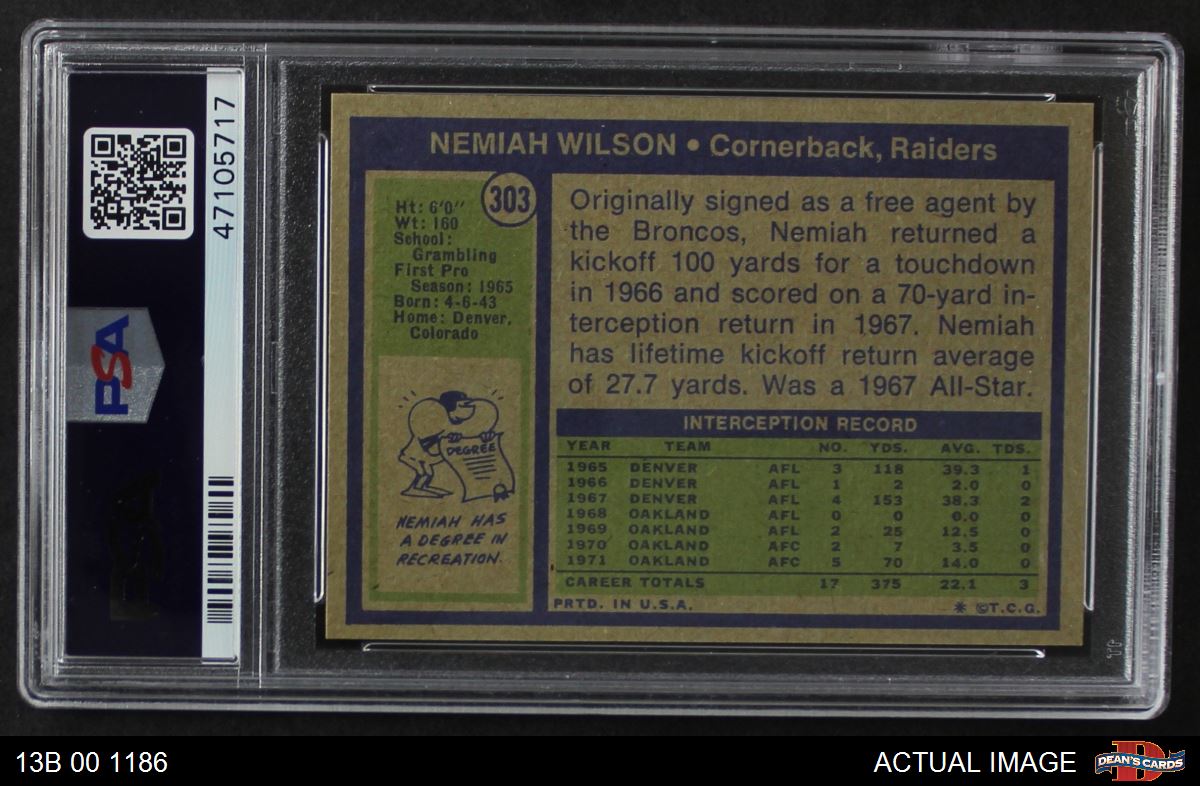 47105717
PSA
NEMIAH WILSON • Cornerback, Raiders
303
Ht: 6'0"
Wt: 160
School:
Grambling
First Pro
Season: 1965
Born: 4-6-43
Home: Denver,
Colorado
DEGREE
NEMIAH HAS
A DEGREE IN
RECREATION.
Originally signed as a free agent by
the Broncos, Nemiah returned a
kickoff 100 yards for a touchdown
in 1966 and scored on a 70-yard in-
terception return in 1967. Nemiah
has lifetime kickoff return average
of 27.7 yards. Was a 1967 All-Star.
INTERCEPTION RECORD
YEAR TEAM NO. YDS. AVG. TDS.
1965 DENVER AFL 3 118 39.3 1
1966 DENVER AFL 1 2 2.0 0
1967 DENVER AFL 4 153 38.3 2
1968 OAKLAND AFL 0 0 0.0 0
1969 OAKLAND AFL 2 25 12.5 0
1970 OAKLAND AFC 2 7 3.5 0
1971 OAKLAND AFC 5 70 14.0 0
CAREER TOTALS 17 375 22.1 3
PRTD. IN U.S.A. * ©T.C.G.
13B 00 1186
ACTUAL IMAGE
DEAN'S CARDS